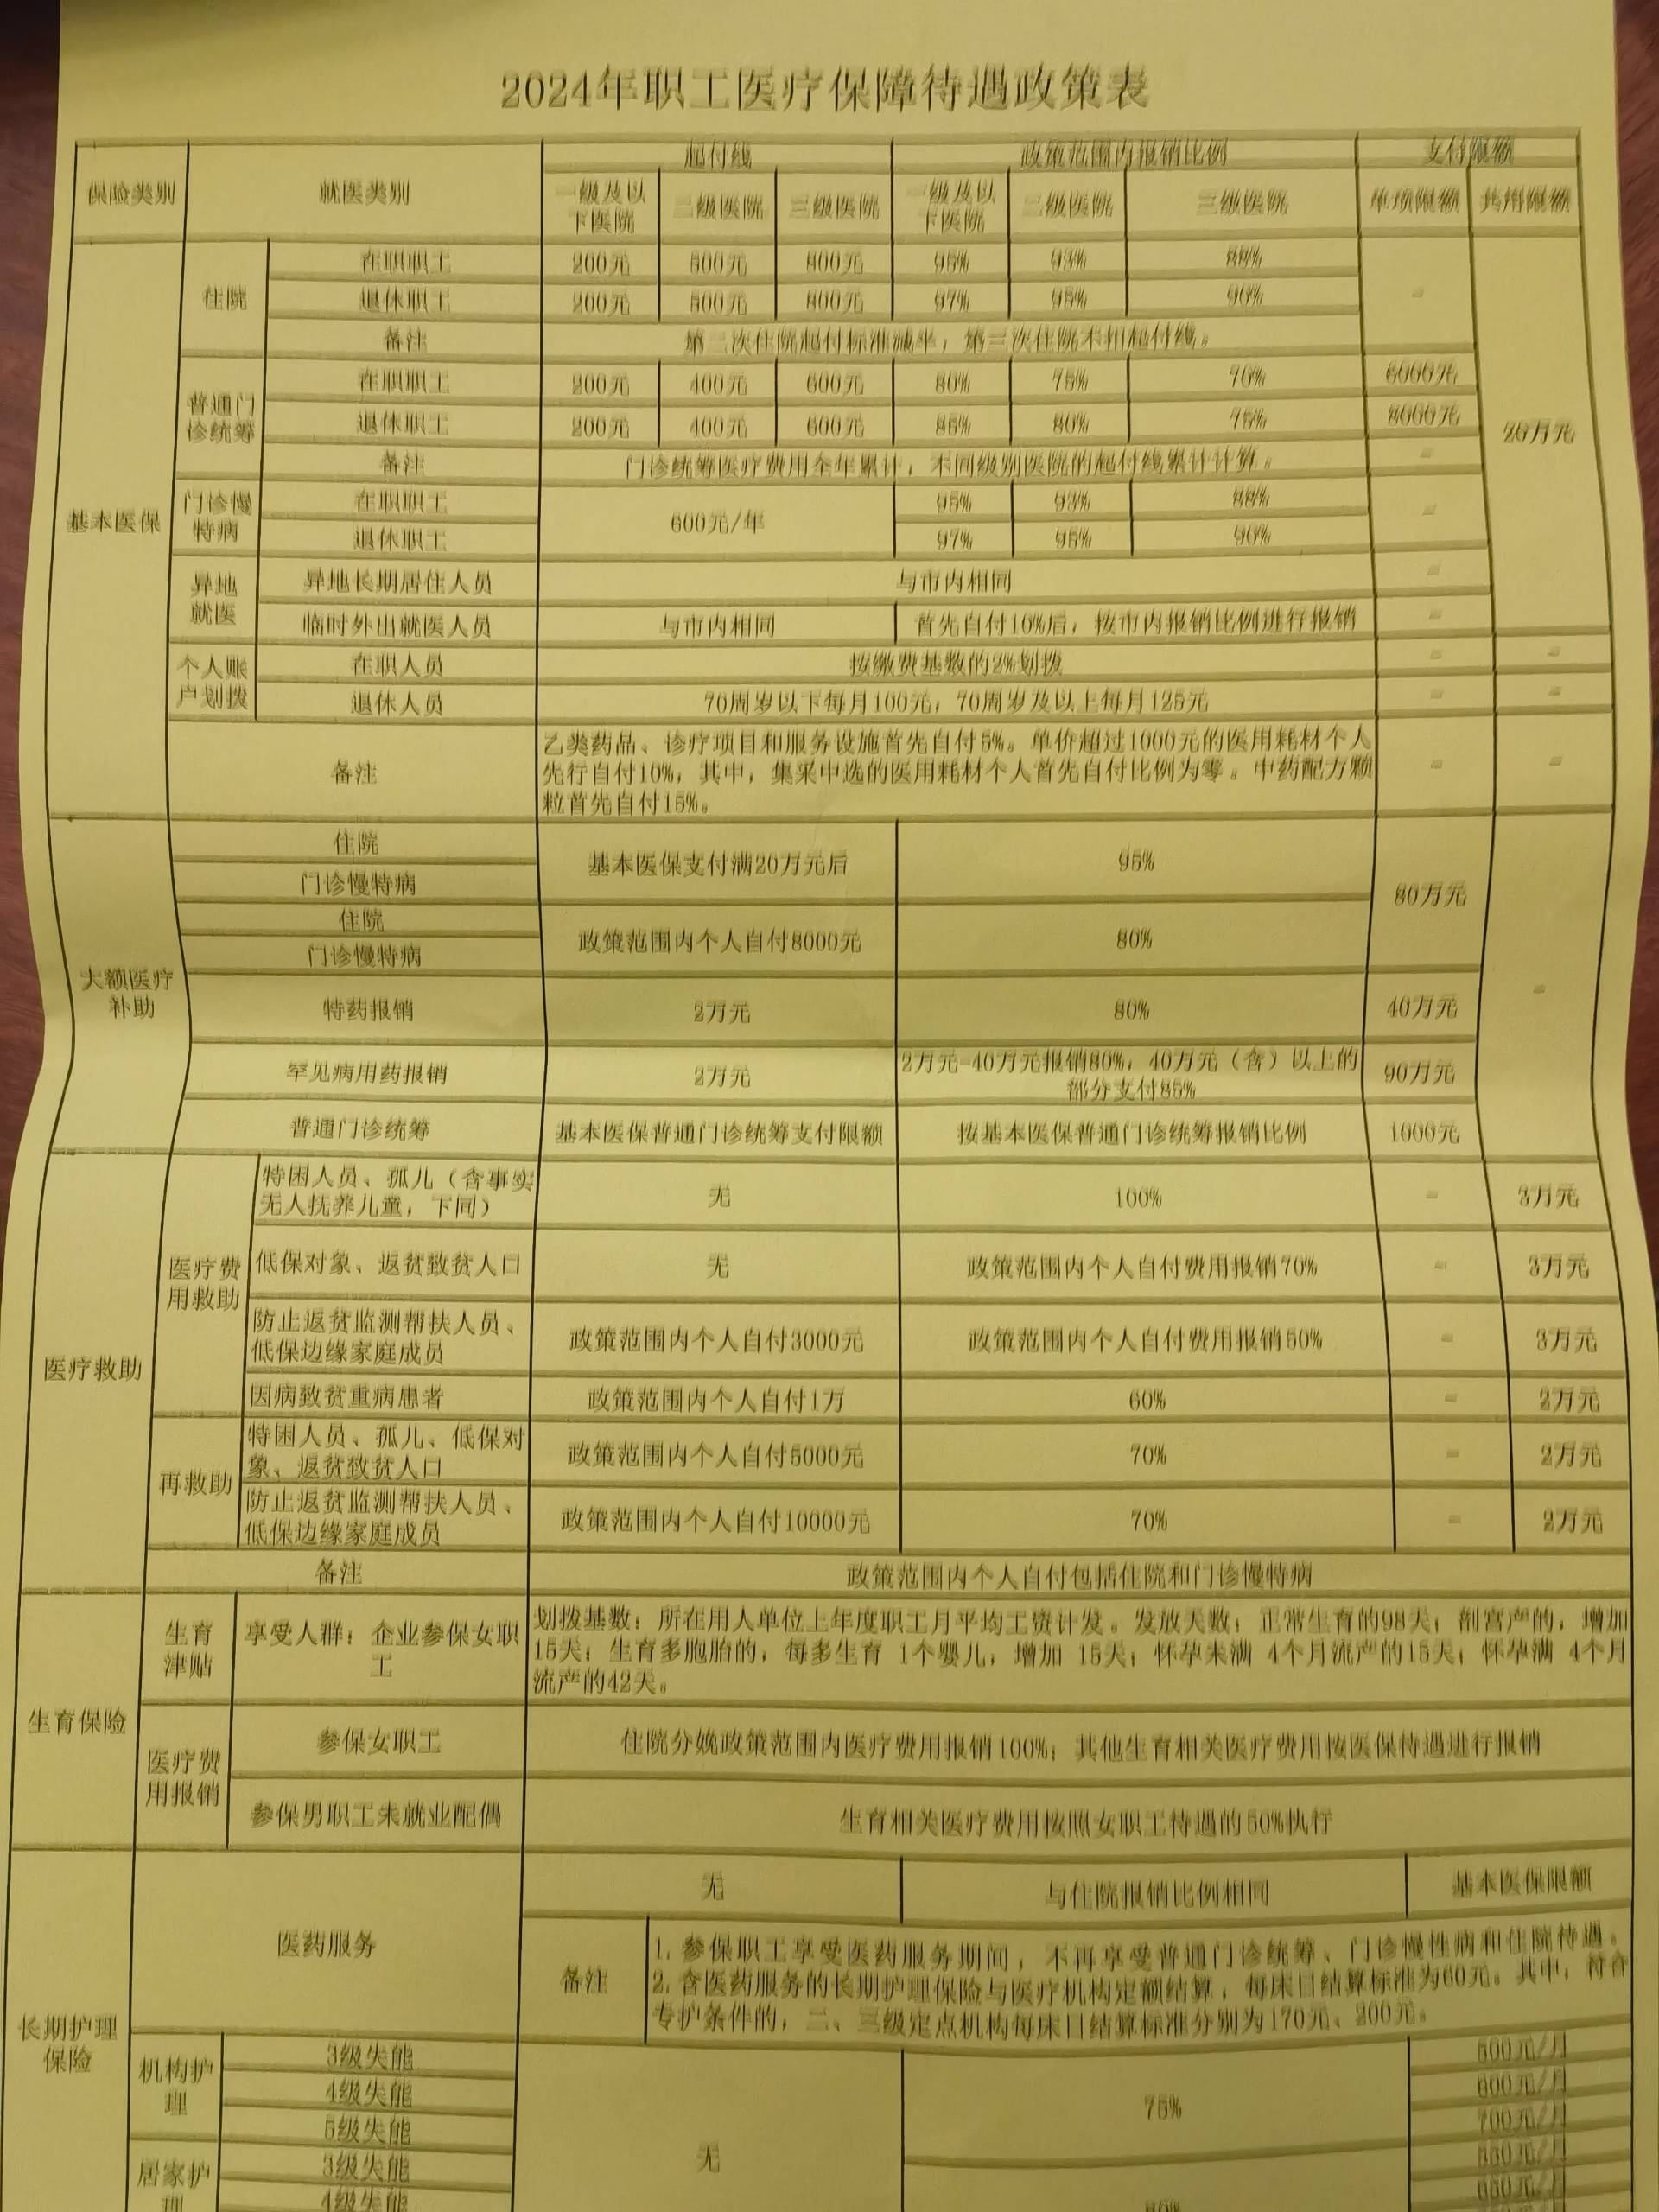 2024年职工医疗保障待遇政策表
保险类别 就医类别 起付线 政策范围内报销比例 支付限额
一级及以下医院 二级医院 三级医院 一级及以下医院 二级医院 三级医院 单项限额 共用限额
基本医保 20万元
住院 在职职工 200元 500元 800元 95% 93% 88% -
退休职工 200元 500元 800元 97% 95% 90%
备注 第二次住院起付标准减半，第三次住院不扣起付线。
普通门诊统筹 在职职工 200元 400元 600元 80% 75% 70% 6000元
退休职工 200元 400元 600元 85% 80% 75% 8000元
备注 门诊统筹医疗费用全年累计，不同级别医院的起付线累计计算。 -
门诊慢特病 在职职工 600元/年 95% 93% 88% -
退休职工 97% 95% 90%
异地就医 异地长期居住人员 与市内相同 -
临时外出就医人员 与市内相同 首先自付10%后，按市内报销比例进行报销 -
个人账户划拨 在职人员 按缴费基数的2%划拨 - -
退休人员 70周岁以下每月100元，70周岁及以上每月125元 - -
备注 乙类药品、诊疗项目和服务设施首先自付5%。单价超过1000元的医用耗材个人
先行自付10%，其中，集采中选的医用耗材个人首先自付比例为零。中药配方颗
粒首先自付15%。 - -
大额医疗补助 -
住院 基本医保支付满20万元后 95% 80万元
门诊慢特病
住院 政策范围内个人自付8000元 80%
门诊慢特病
特药报销 2万元 80% 40万元
罕见病用药报销 2万元 2万元-40万元报销80%，40万元（含）以上的
部分支付85% 90万元
普通门诊统筹 基本医保普通门诊统筹支付限额 按基本医保普通门诊统筹报销比例 1000元
医疗救助
医疗费用救助 特困人员、孤儿（含事实
无人抚养儿童，下同） 无 100% - 3万元
低保对象、返贫致贫人口 无 政策范围内个人自付费用报销70% - 3万元
防止返贫监测帮扶人员、
低保边缘家庭成员 政策范围内个人自付3000元 政策范围内个人自付费用报销50% - 3万元
因病致贫重病患者 政策范围内个人自付1万 60% - 2万元
再救助 特困人员、孤儿、低保对
象、返贫致贫人口 政策范围内个人自付5000元 70% - 2万元
防止返贫监测帮扶人员、
低保边缘家庭成员 政策范围内个人自付10000元 70% - 2万元
备注 政策范围内个人自付包括住院和门诊慢特病
生育保险
生育津贴 享受人群：企业参保女职
工 划拨基数：所在用人单位上年度职工月平均工资计发。发放天数：正常生育的98天；剖宫产的，增加
15天；生育多胞胎的，每多生育 1个婴儿，增加 15天；怀孕未满 4个月流产的15天；怀孕满 4个月
流产的42天。
医疗费用报销 参保女职工 住院分娩政策范围内医疗费用报销100%；其他生育相关医疗费用按医保待遇进行报销
参保男职工未就业配偶 生育相关医疗费用按照女职工待遇的50%执行
长期护理保险
医药服务 无 与住院报销比例相同 基本医保限额
备注 1. 参保职工享受医药服务期间，不再享受普通门诊统筹、门诊慢性病和住院待遇。
2. 含医药服务的长期护理保险与医疗机构定额结算，每床日结算标准为60元。其中，符合
专护条件的，二、三级定点机构每床日结算标准分别为170元、200元。
机构护理 3级失能 无 75% 500元/月
4级失能 600元/月
5级失能 700元/月
居家护理 3级失能 550元/月
4级失能 80% 650元/月